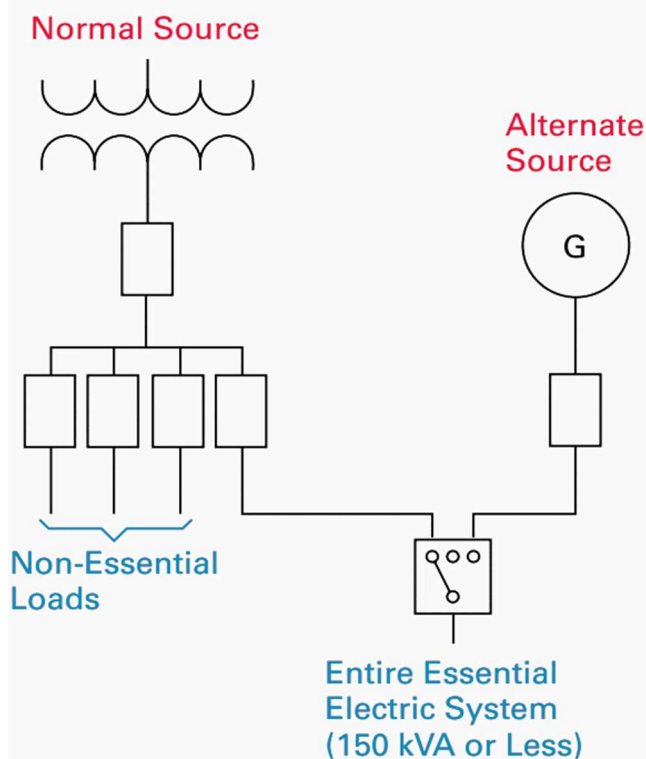 Normal Source
Alternate
Source
G
Non-Essential
Loads
Entire Essential
Electric System
(150 kVA or Less)